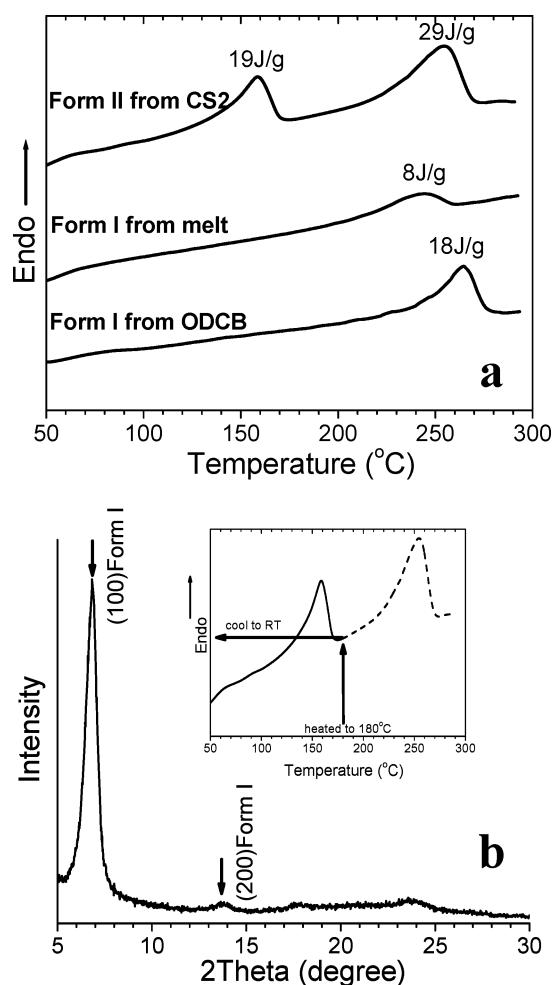 19J/g
29J/g
Form II from CS2
8J/g
Form I from melt
18J/g
Form I from ODCB
Endo
a
50 100 150 200 250 300
Temperature (°C)
(100)Form I
Endo
cool to RT
heated to 180°C
50 100 150 200 250 300
Temperature (°C)
Intensity
(200)Form I
b
5 10 15 20 25 30
2Theta (degree)